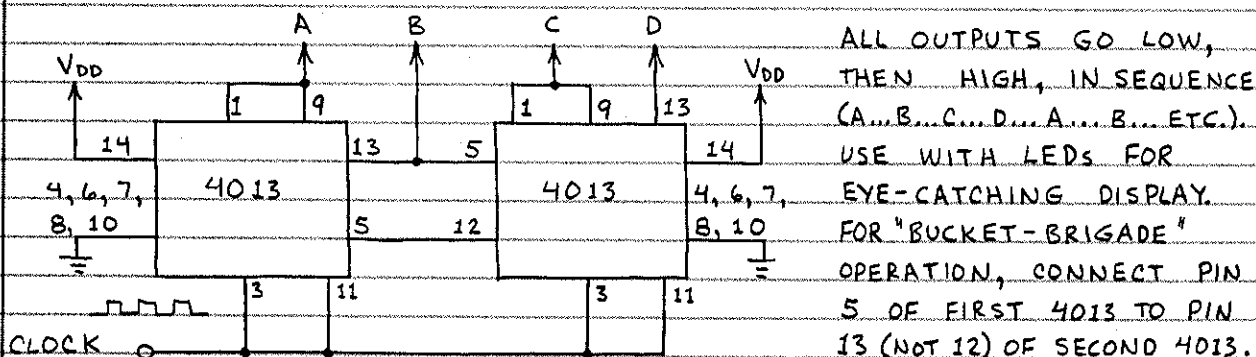 A B C D
VDD VDD
1 9 1 9 13
14 13 5 14
4013 4013
4, 6, 7, 4, 6, 7,
8, 10 5 12 8, 10
3 11 3 11
CLOCK
ALL OUTPUTS GO LOW,
THEN HIGH, IN SEQUENCE
(A...B...C...D...A...B...ETC.).
USE WITH LEDs FOR
EYE-CATCHING DISPLAY.
FOR "BUCKET-BRIGADE"
OPERATION, CONNECT PIN
5 OF FIRST 4013 TO PIN
13 (NOT 12) OF SECOND 4013.